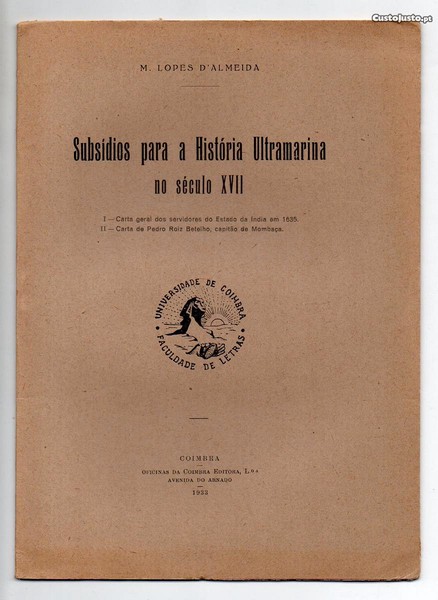 CustoJusto.pt
M. LOPES D'ALMEIDA
Subsídios para a História Ultramarina
no século XVII
I — Carta geral dos servidores do Estado da Índia em 1635.
II — Carta de Pedro Roiz Botelho, capitão de Mombaça.
UNIVERSIDADE DE COIMBRA
FACULDADE DE LETRAS
COIMBRA
OFICINAS DA COIMBRA EDITORA, L.DA
AVENIDA DO ARNADO
1933